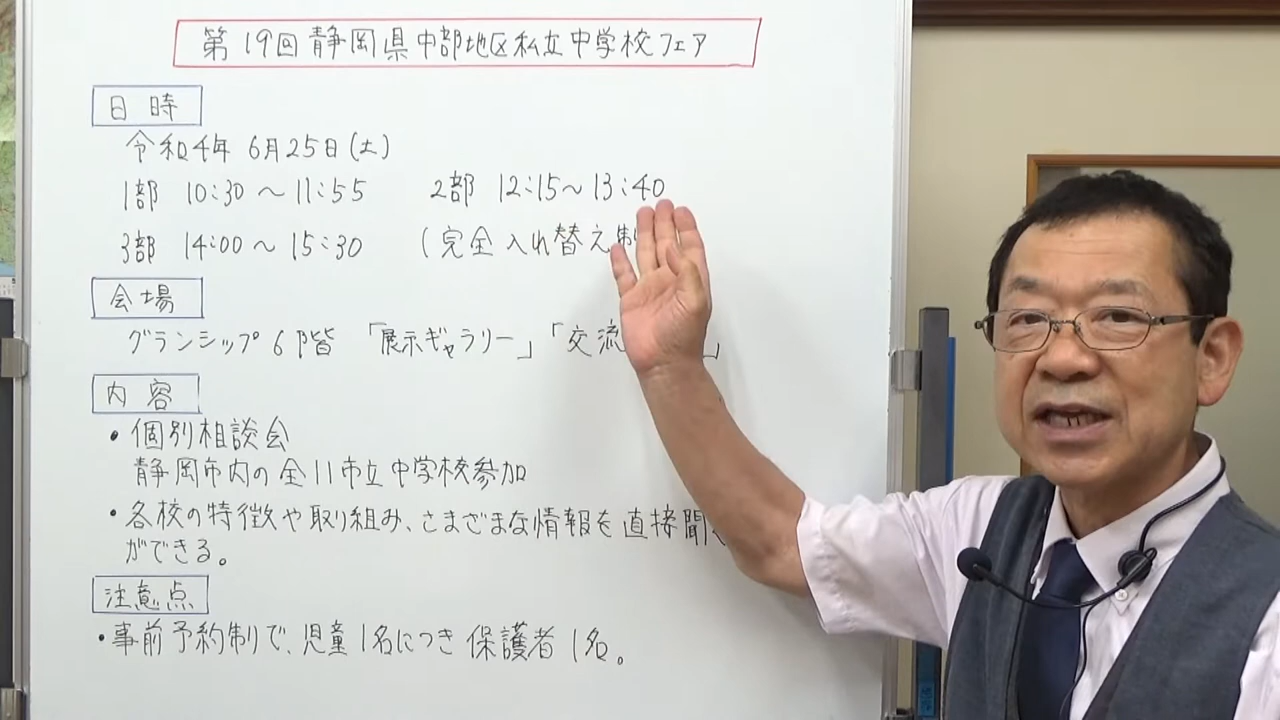 第19回静岡県中部地区私立中学校フェア
日時
令和4年 6月25日(土)
1部 10:30～11:55 2部 12:15～13:40
3部 14:00～15:30 (完全入れ替え制
会場
グランシップ6階 「展示ギャラリー」「交流 」
内容
・個別相談会
静岡市内の全11市立中学校参加
・各校の特徴や取り組み、さまざまな情報を直接聞
ができる。
注意点
・事前予約制で、児童1名につき保護者1名。